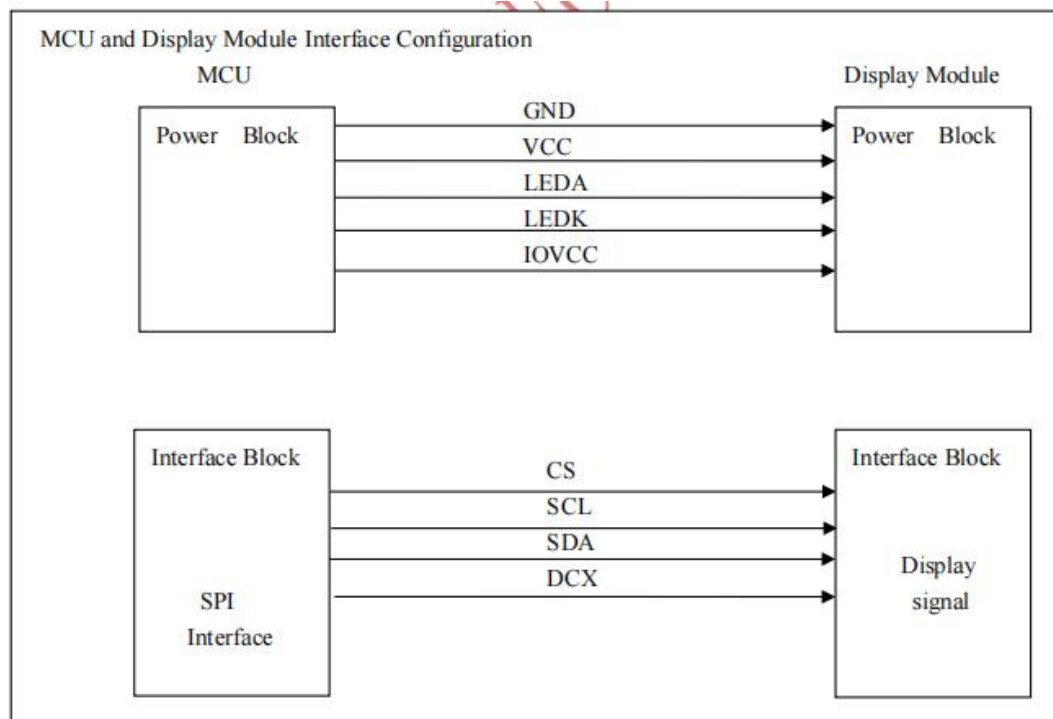 MCU and Display Module Interface Configuration
MCU
Display Module
Power Block
GND
VCC
LEDA
LEDK
IOVCC
Power Block
Interface Block
SPI
Interface
CS
SCL
SDA
DCX
Interface Block
Display
signal